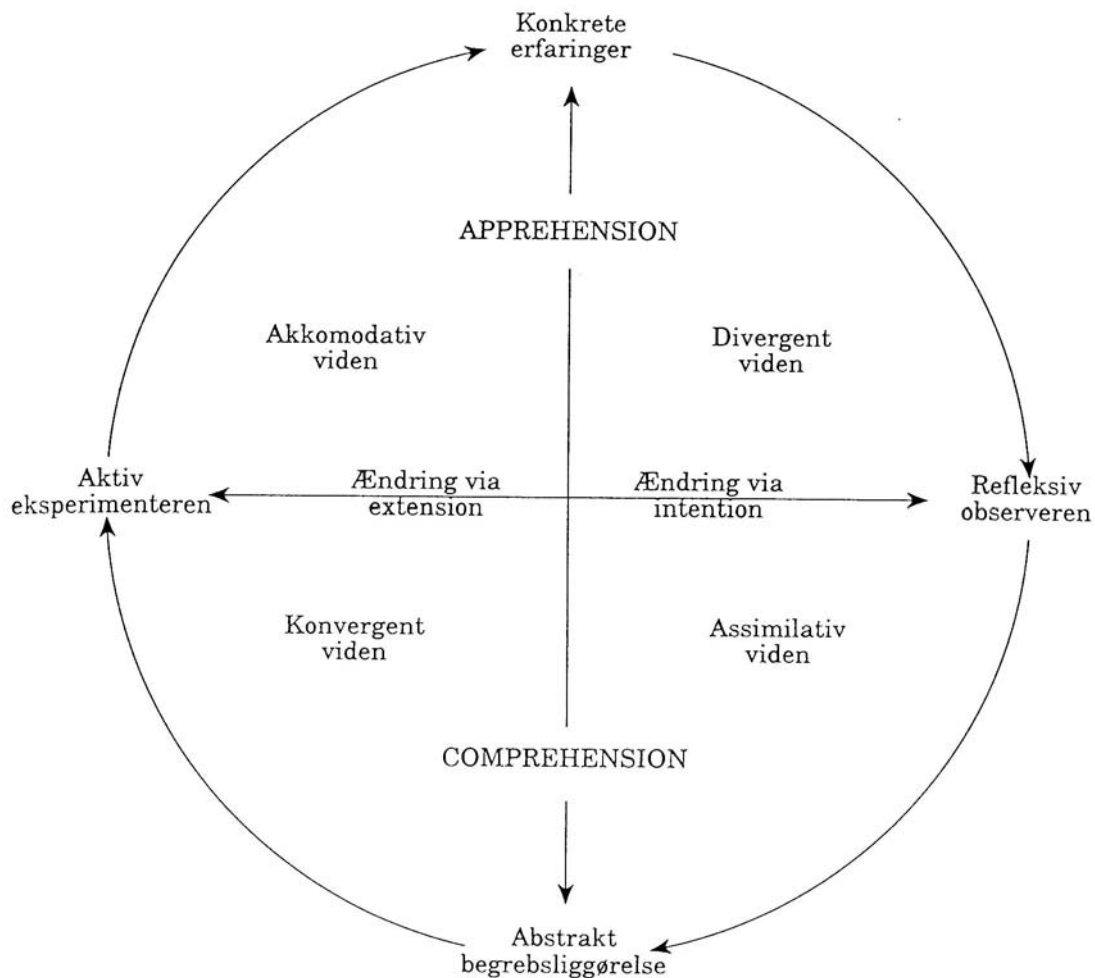 Konkrete
erfaringer
APPREHENSION
Akkomodativ
viden
Divergent
viden
Aktiv
eksperimenteren
Ændring via
extension
Ændring via
intention
Refleksiv
observeren
Konvergent
viden
Assimilativ
viden
COMPREHENSION
Abstrakt
begrebsliggørelse